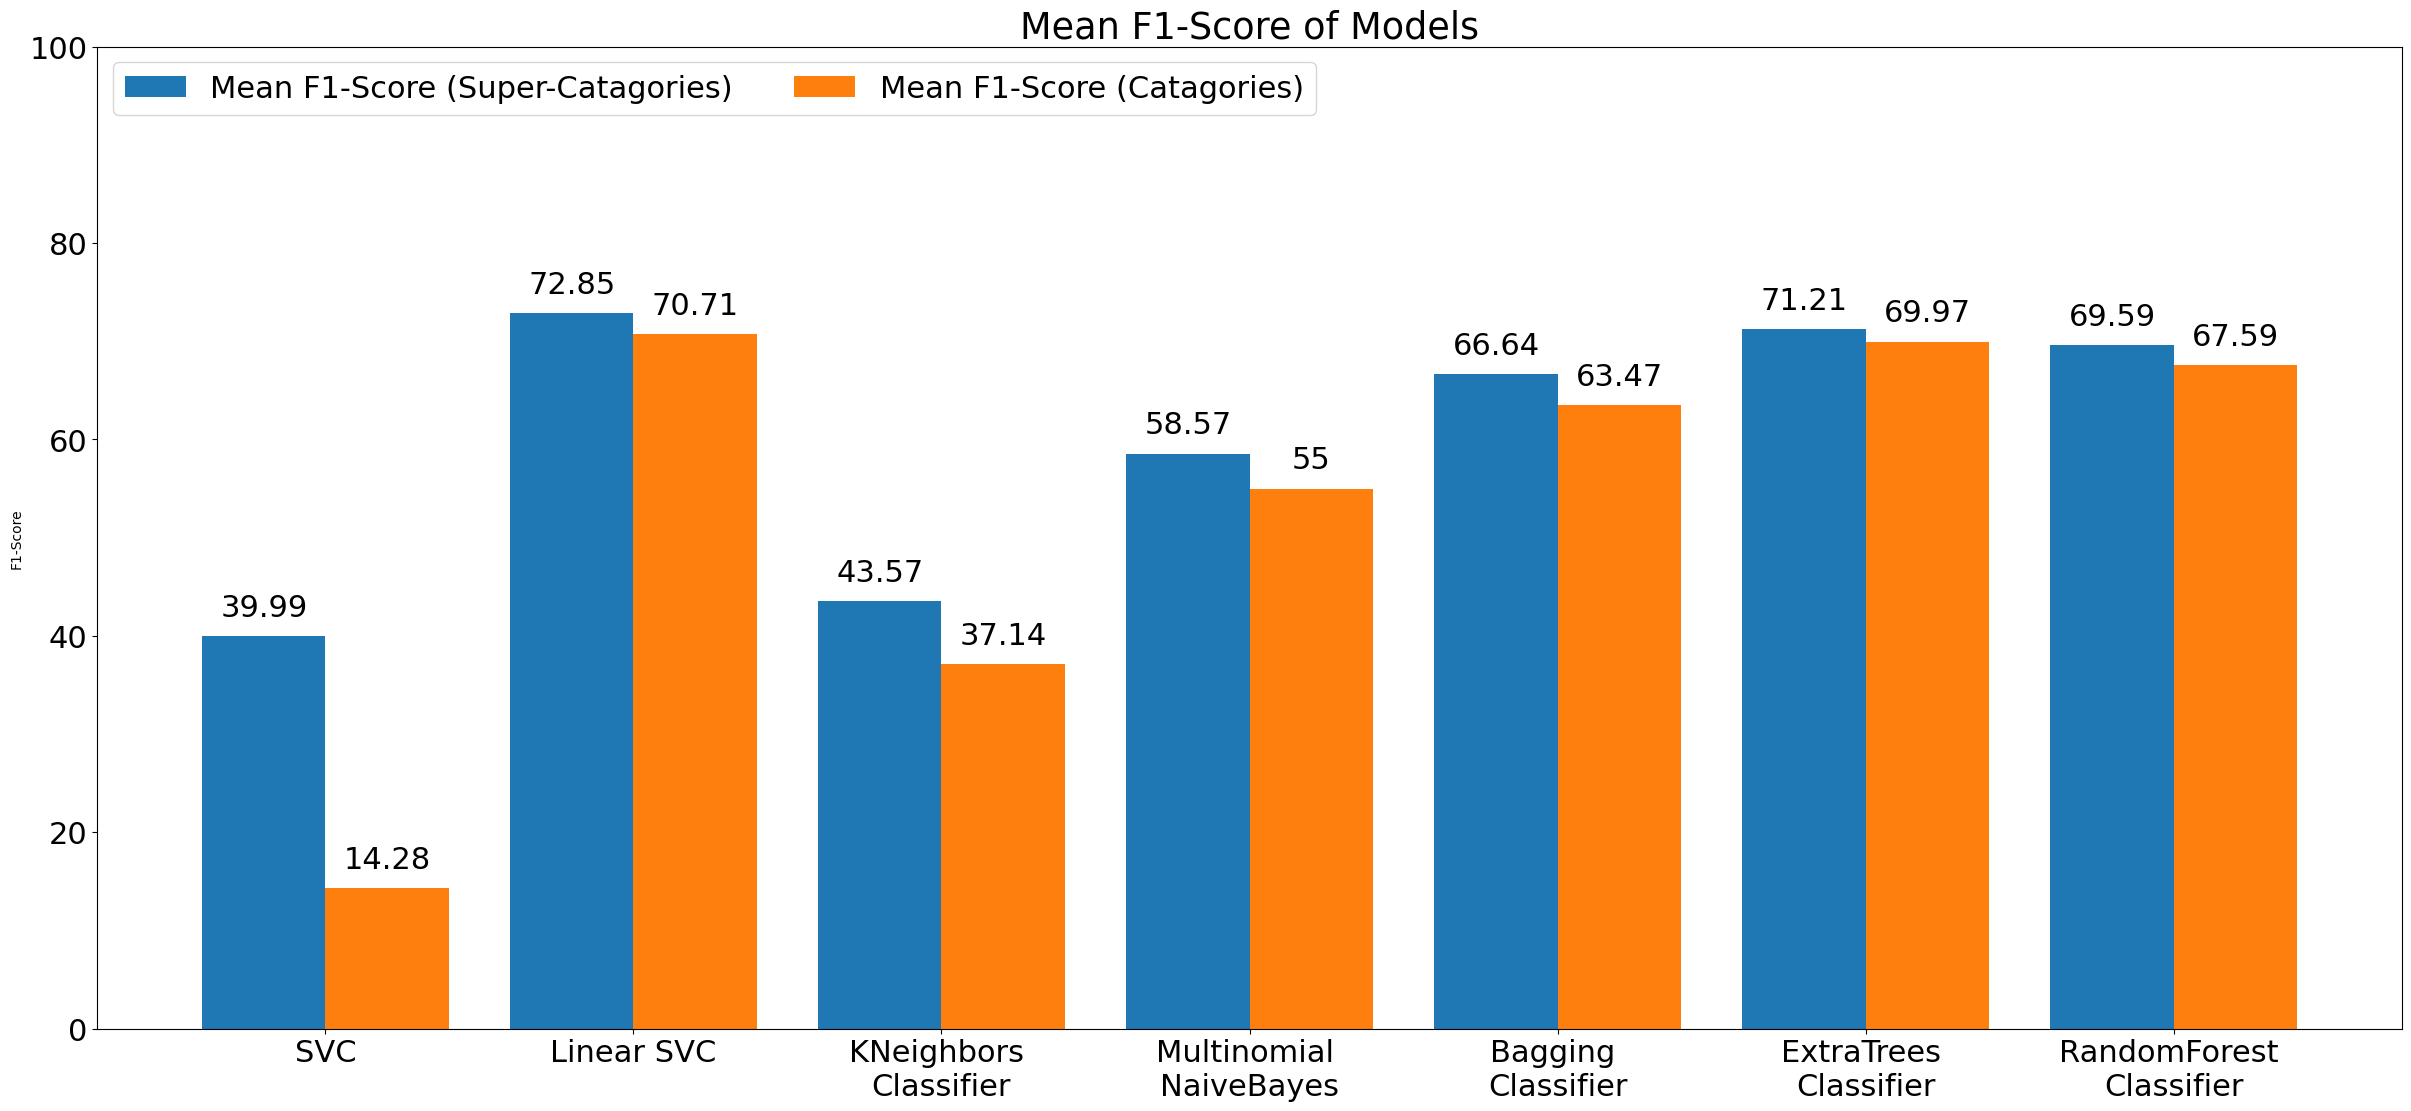 Mean F1-Score of Models
Mean F1-Score (Super-Catagories)
Mean F1-Score (Catagories)
F1-Score
100
80
60
40
20
0
39.99
14.28
72.85
70.71
43.57
37.14
58.57
55
66.64
63.47
71.21
69.97
69.59
67.59
SVC
Linear SVC
KNeighbors
Classifier
Multinomial
NaiveBayes
Bagging
Classifier
ExtraTrees
Classifier
RandomForest
Classifier